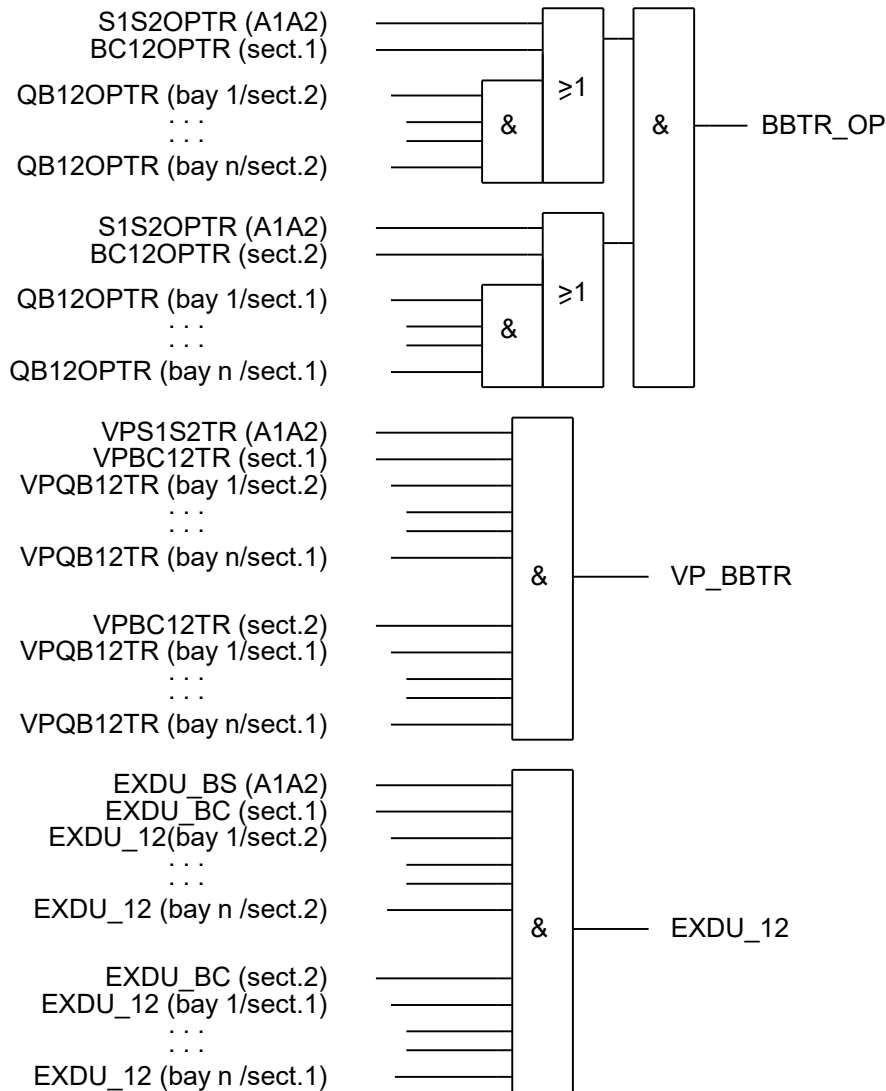 S1S2OPTR (A1A2)
BC12OPTR (sect.1)
QB12OPTR (bay 1/sect.2)
. . .
. . .
QB12OPTR (bay n/sect.2)
&
≥1
&
BBTR_OP
S1S2OPTR (A1A2)
BC12OPTR (sect.2)
QB12OPTR (bay 1/sect.1)
. . .
. . .
QB12OPTR (bay n /sect.1)
&
≥1
VPS1S2TR (A1A2)
VPBC12TR (sect.1)
VPQB12TR (bay 1/sect.2)
. . .
. . .
VPQB12TR (bay n/sect.1)
VPBC12TR (sect.2)
VPQB12TR (bay 1/sect.1)
. . .
. . .
VPQB12TR (bay n/sect.1)
&
VP_BBTR
EXDU_BS (A1A2)
EXDU_BC (sect.1)
EXDU_12(bay 1/sect.2)
. . .
. . .
EXDU_12 (bay n /sect.2)
EXDU_BC (sect.2)
EXDU_12 (bay 1/sect.1)
. . .
. . .
EXDU_12 (bay n /sect.1)
&
EXDU_12